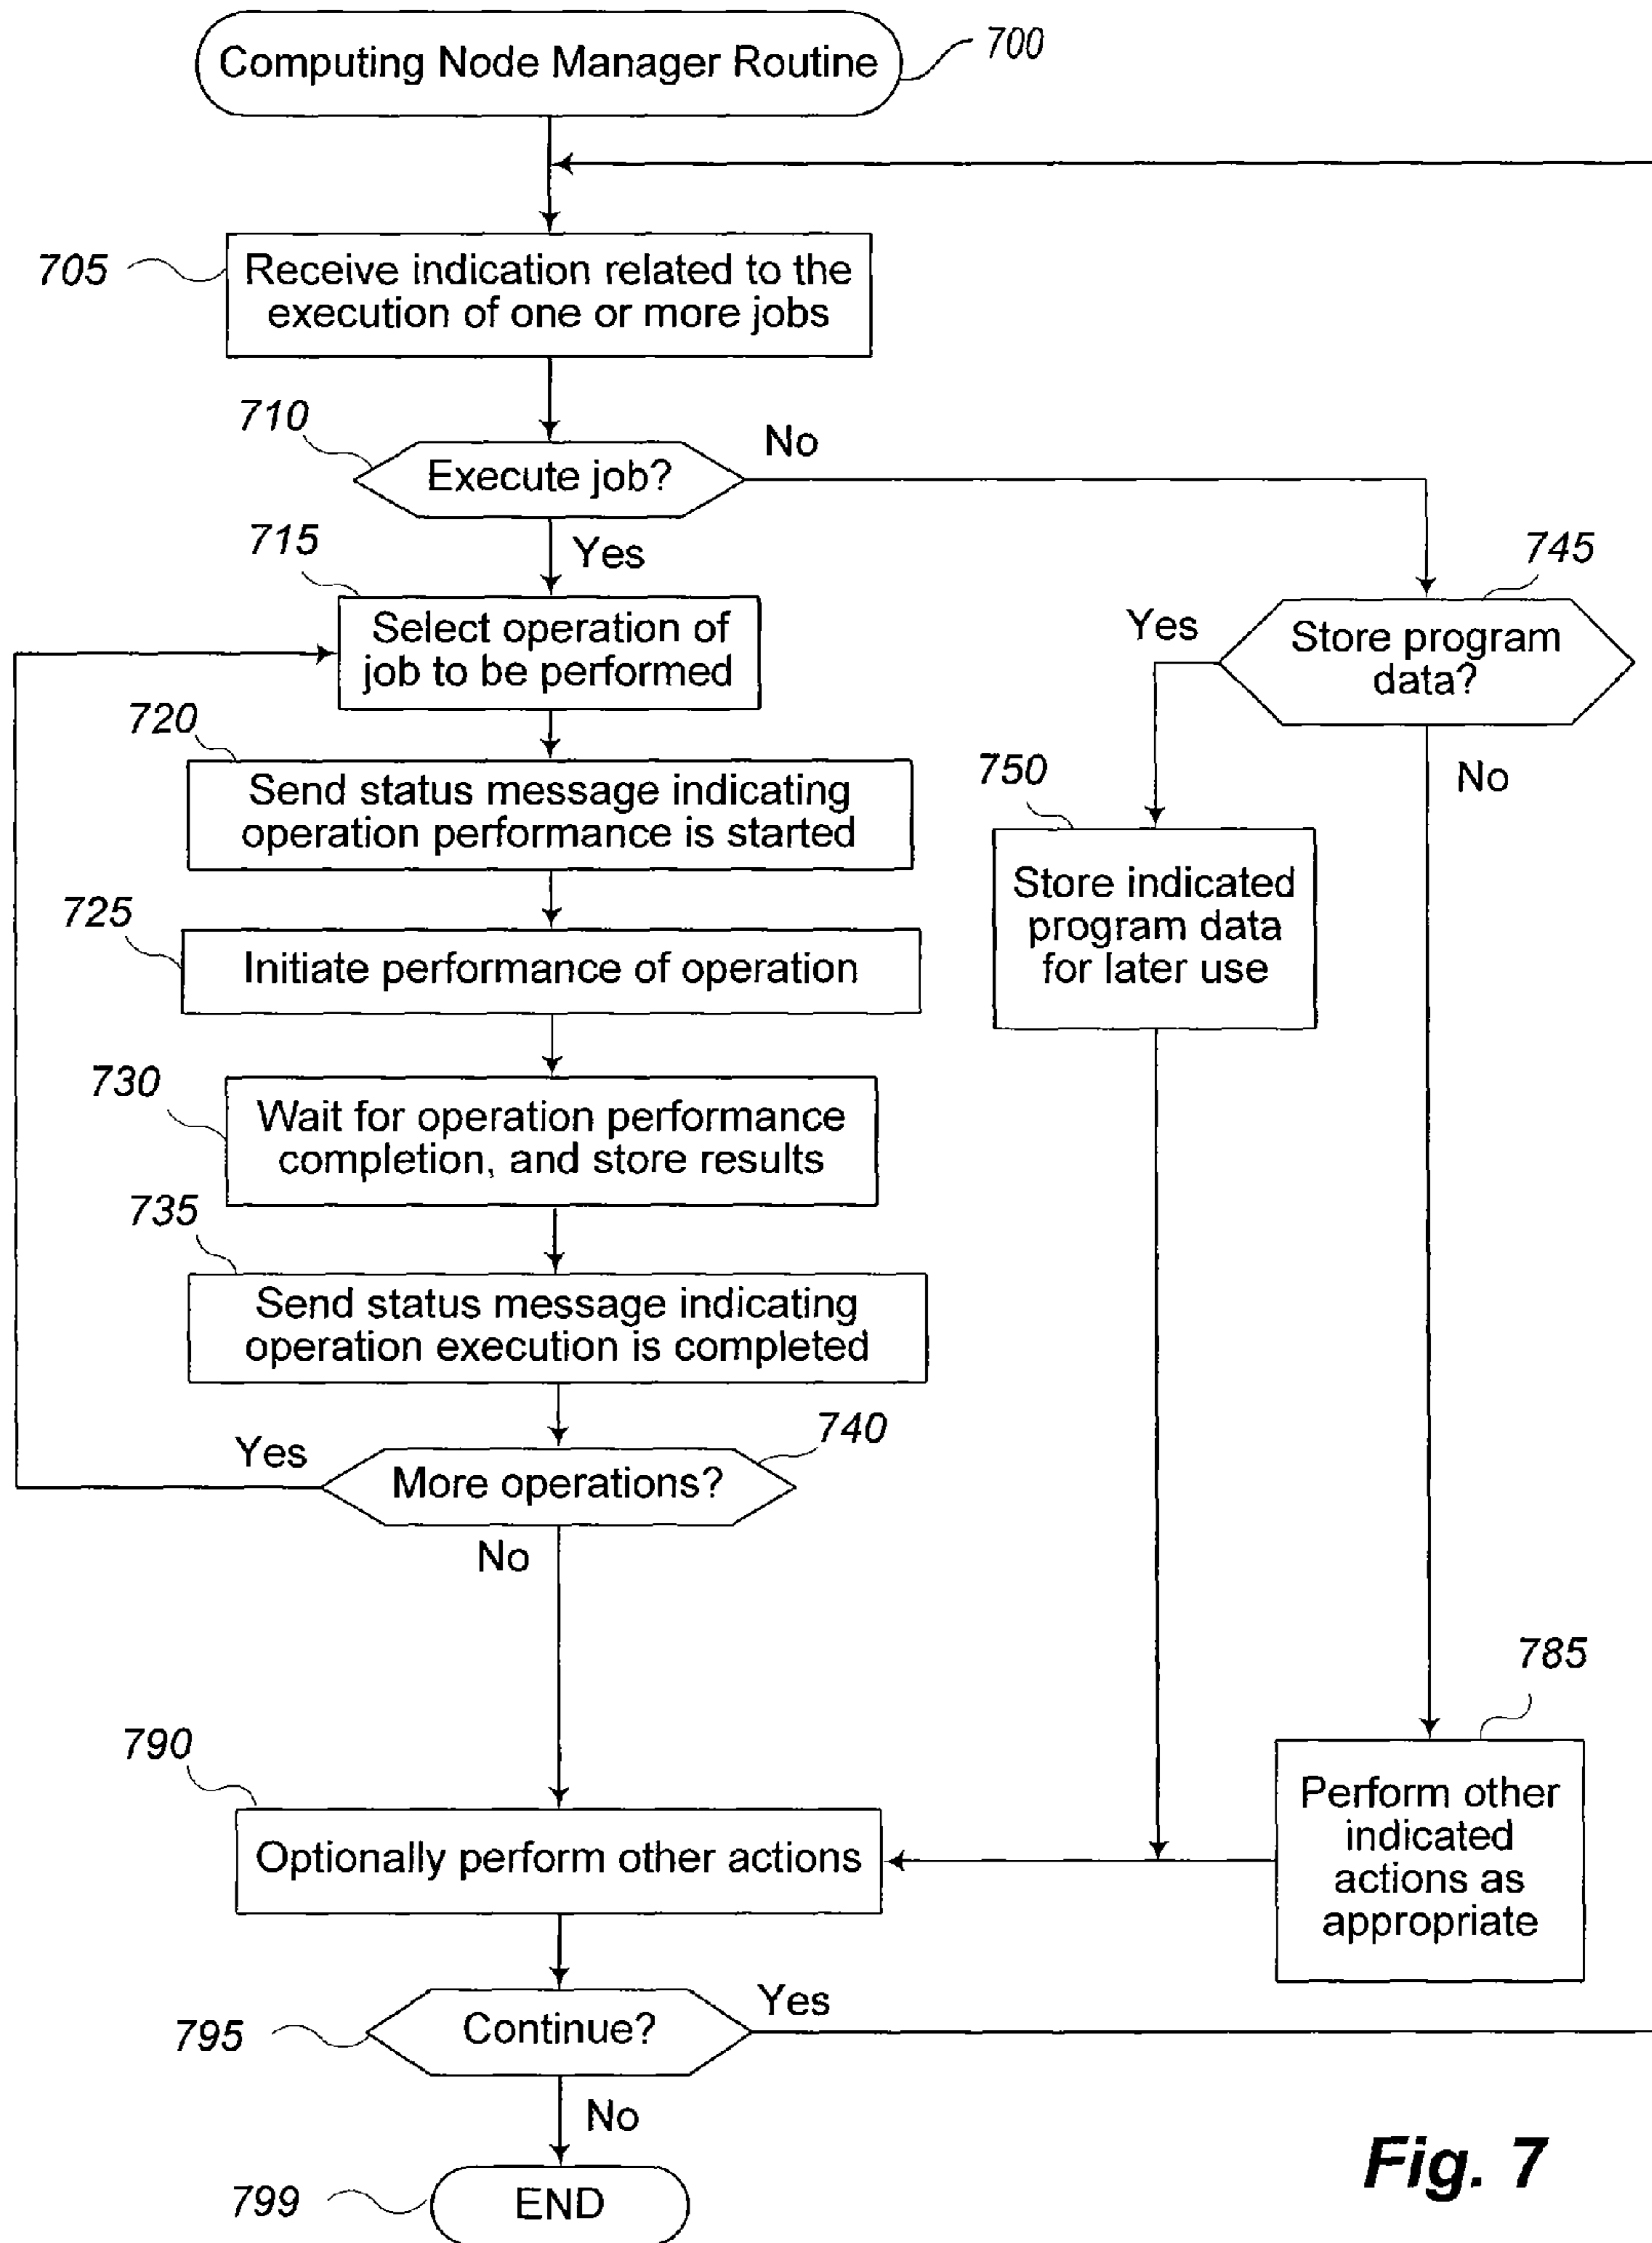 Computing Node Manager Routine
700
705
Receive indication related to the
execution of one or more jobs
710
Execute job?
No
Yes
715
Select operation of
job to be performed
745
Store program
data?
Yes
No
720
Send status message indicating
operation performance is started
750
Store indicated
program data
for later use
725
Initiate performance of operation
730
Wait for operation performance
completion, and store results
735
Send status message indicating
operation execution is completed
740
More operations?
Yes
No
785
Perform other
indicated
actions as
appropriate
790
Optionally perform other actions
795
Continue?
Yes
No
799
END
Fig. 7